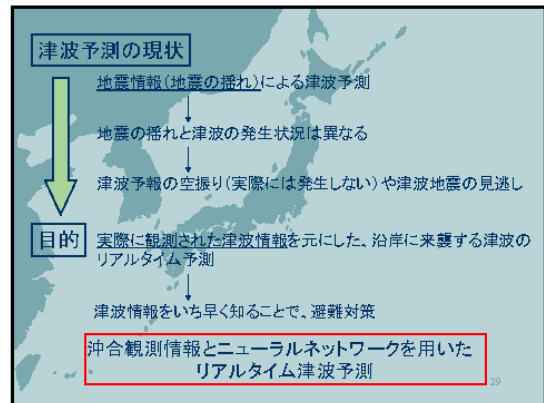 津波予測の現状
地震情報(地震の揺れ)による津波予測
地震の揺れと津波の発生状況は異なる
津波予報の空振り(実際には発生しない)や津波地震の見逃し
目的
実際に観測された津波情報を元にした、沿岸に来襲する津波の
リアルタイム予測
津波情報をいち早く知ることで、避難対策
沖合観測情報とニューラルネットワークを用いた
リアルタイム津波予測
29